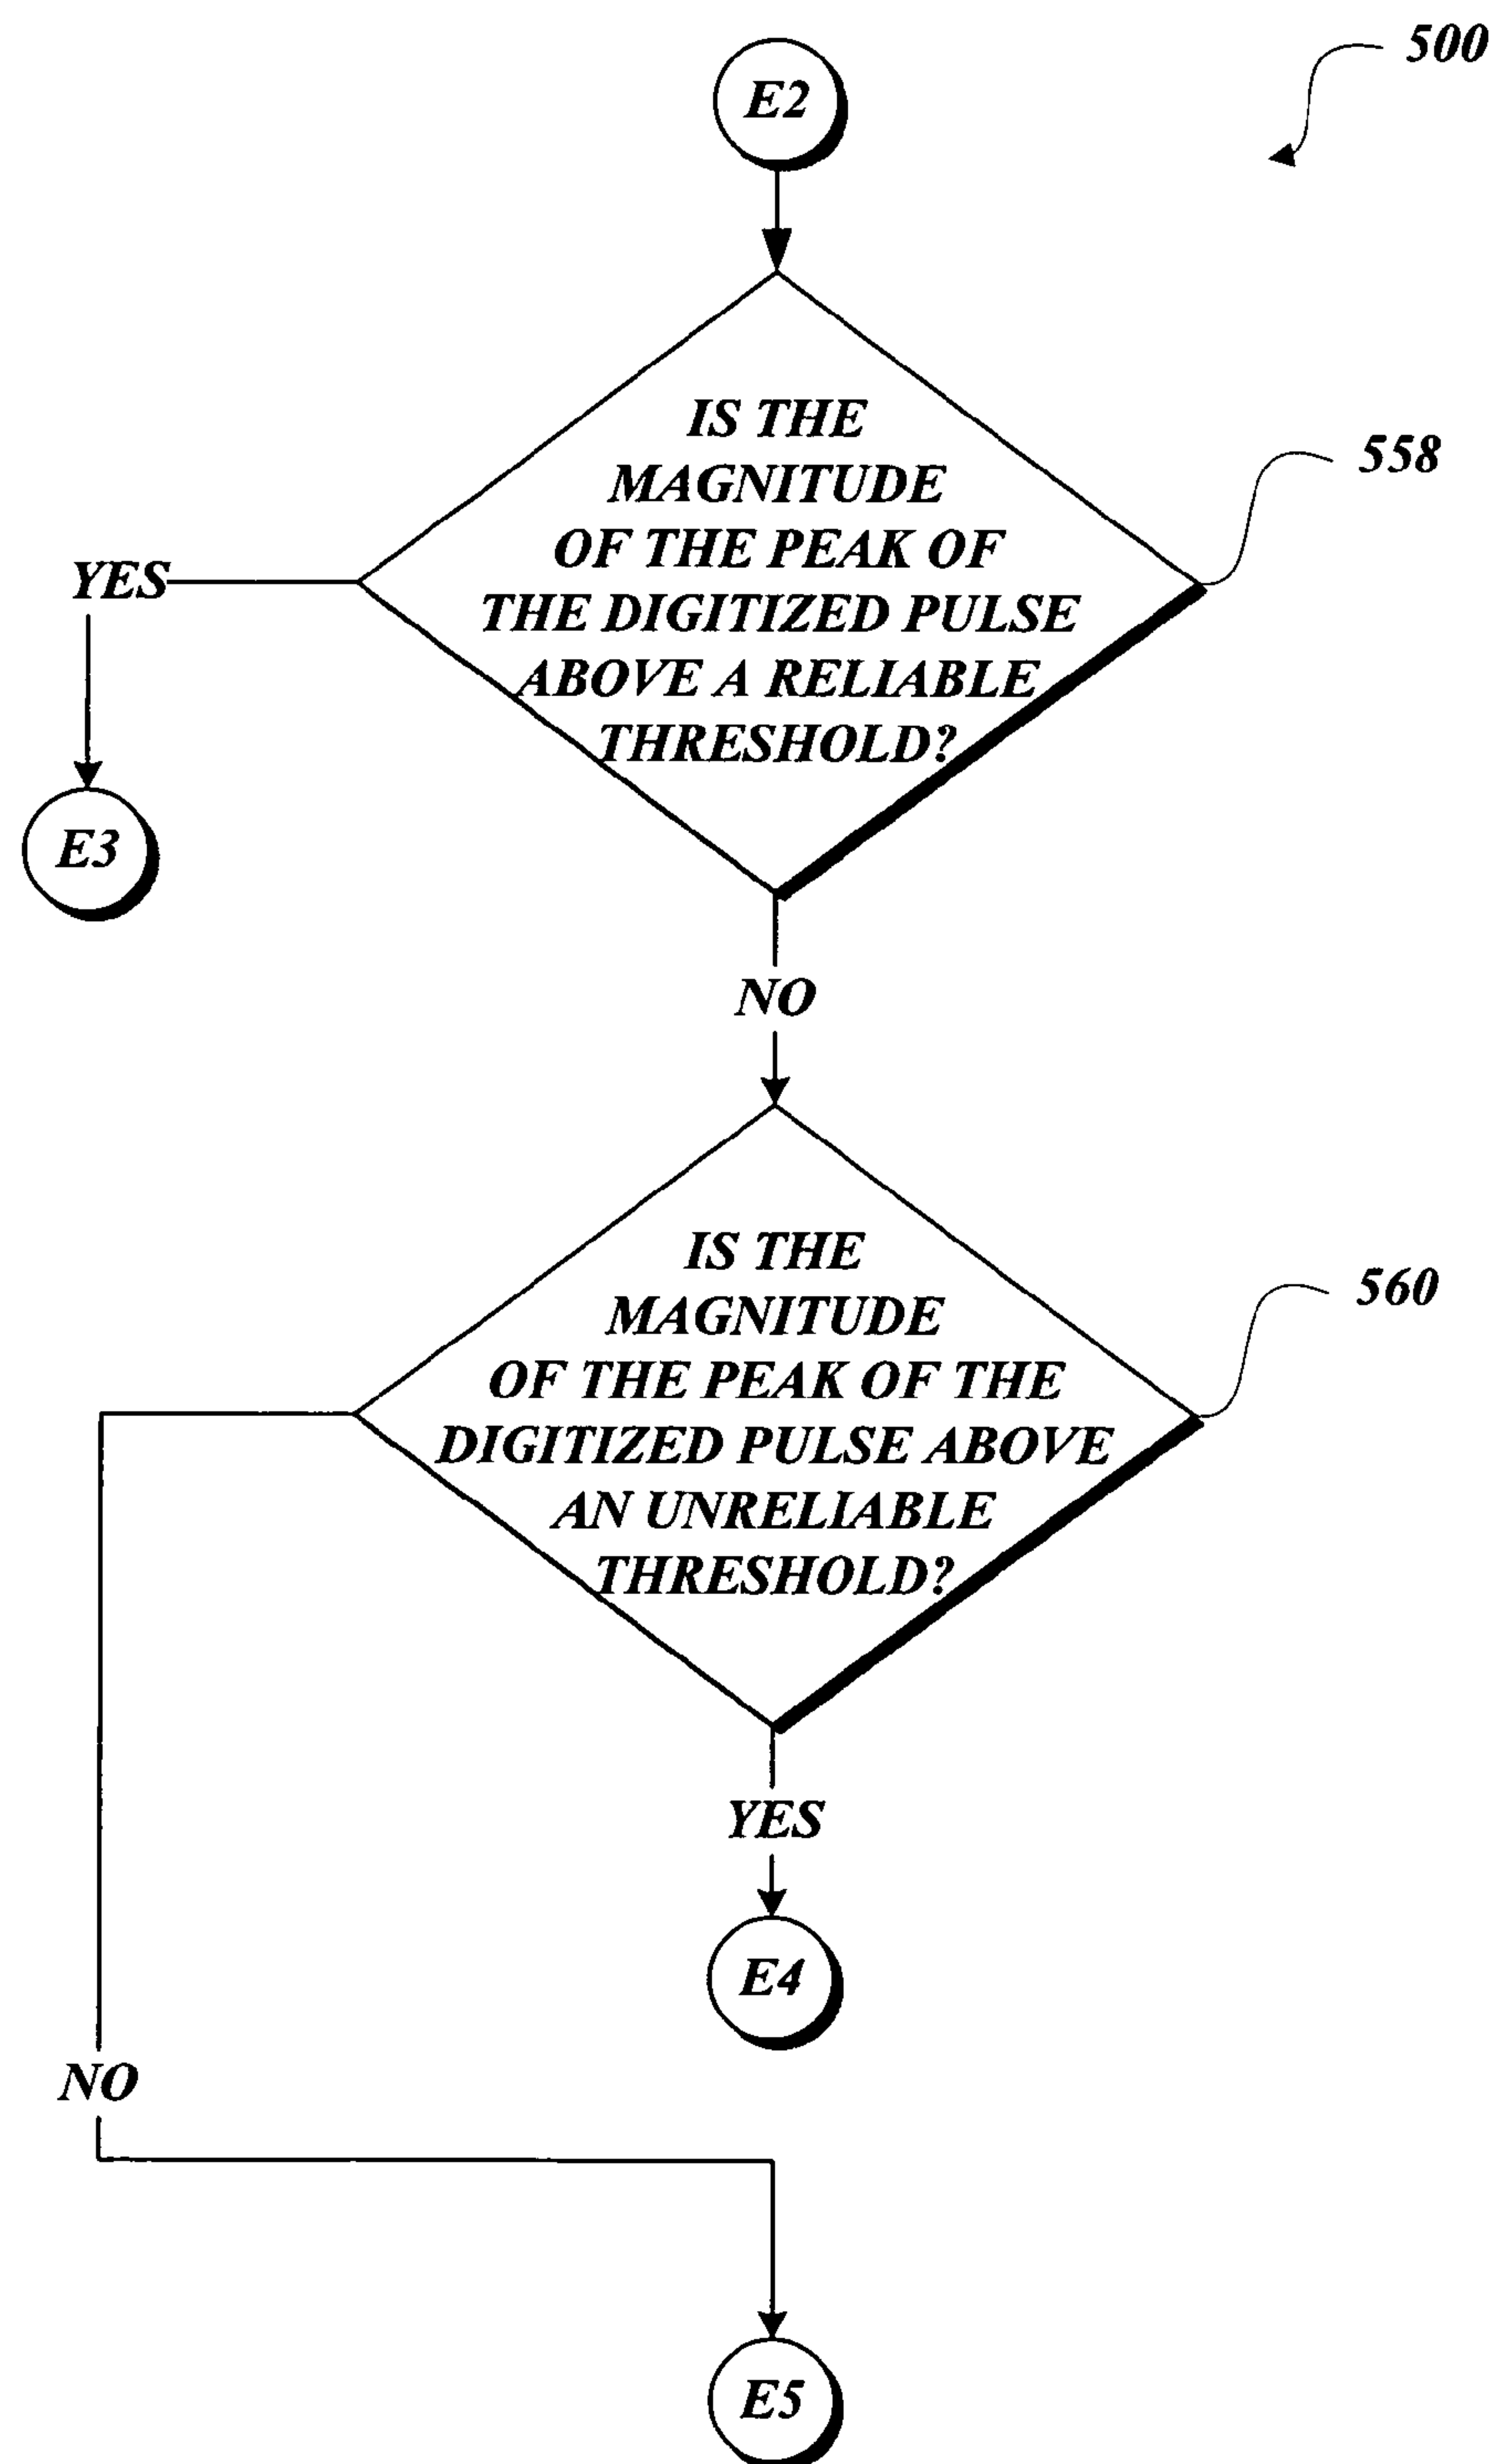 500
E2
IS THE
MAGNITUDE
OF THE PEAK OF
THE DIGITIZED PULSE
ABOVE A RELIABLE
THRESHOLD?
558
YES
E3
NO
IS THE
MAGNITUDE
OF THE PEAK OF THE
DIGITIZED PULSE ABOVE
AN UNRELIABLE
THRESHOLD?
560
YES
E4
NO
E5